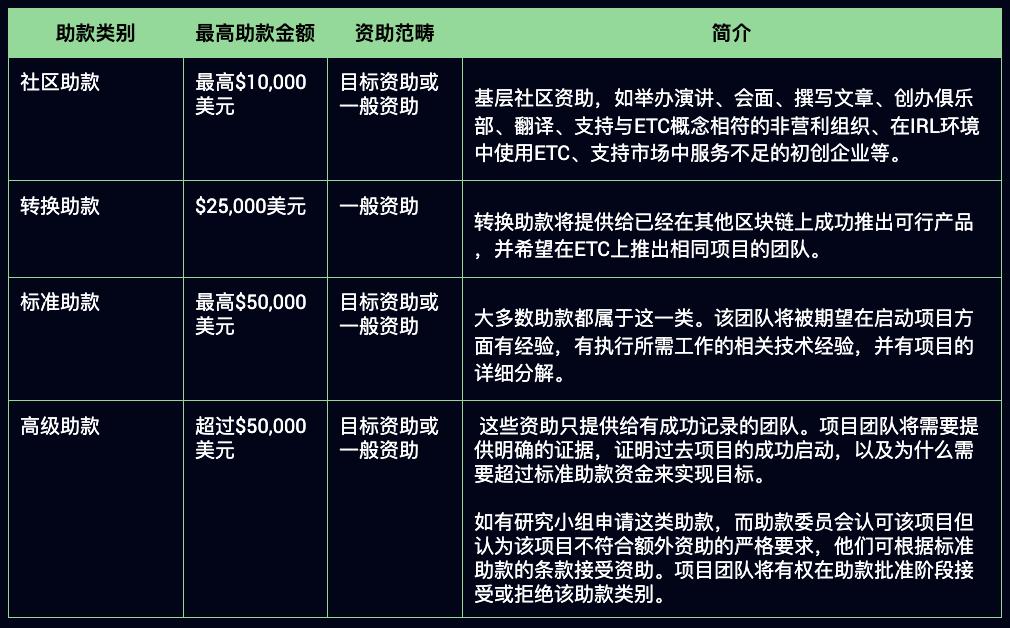 助款类别 最高助款金额 资助范畴 简介
社区助款
最高$10,000
美元
目标资助或
一般资助
基层社区资助，如举办演讲、会面、撰写文章、创办俱乐
部、翻译、支持与ETC概念相符的非营利组织、在IRL环境
中使用ETC、支持市场中服务不足的初创企业等。
转换助款
$25,000美元
一般资助
转换助款将提供给已经在其他区块链上成功推出可行产品
，并希望在ETC上推出相同项目的团队。
标准助款
最高$50,000
美元
目标资助或
一般资助
大多数助款都属于这一类。该团队将被期望在启动项目方
面有经验，有执行所需工作的相关技术经验，并有项目的
详细分解。
高级助款
超过$50,000
美元
目标资助或
一般资助
这些资助只提供给有成功记录的团队。项目团队将需要提
供明确的证据，证明过去项目的成功启动，以及为什么需
要超过标准助款资金来实现目标。
如有研究小组申请这类助款，而助款委员会认可该项目但
认为该项目不符合额外资助的严格要求，他们可根据标准
助款的条款接受资助。项目团队将有权在助款批准阶段接
受或拒绝该助款类别。